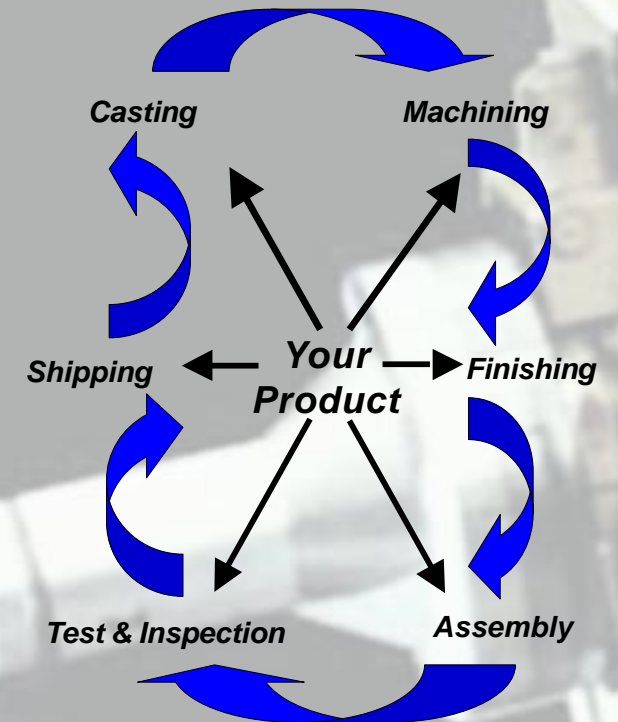 Casting
Machining
Your
Product
Shipping
Finishing
Test & Inspection
Assembly